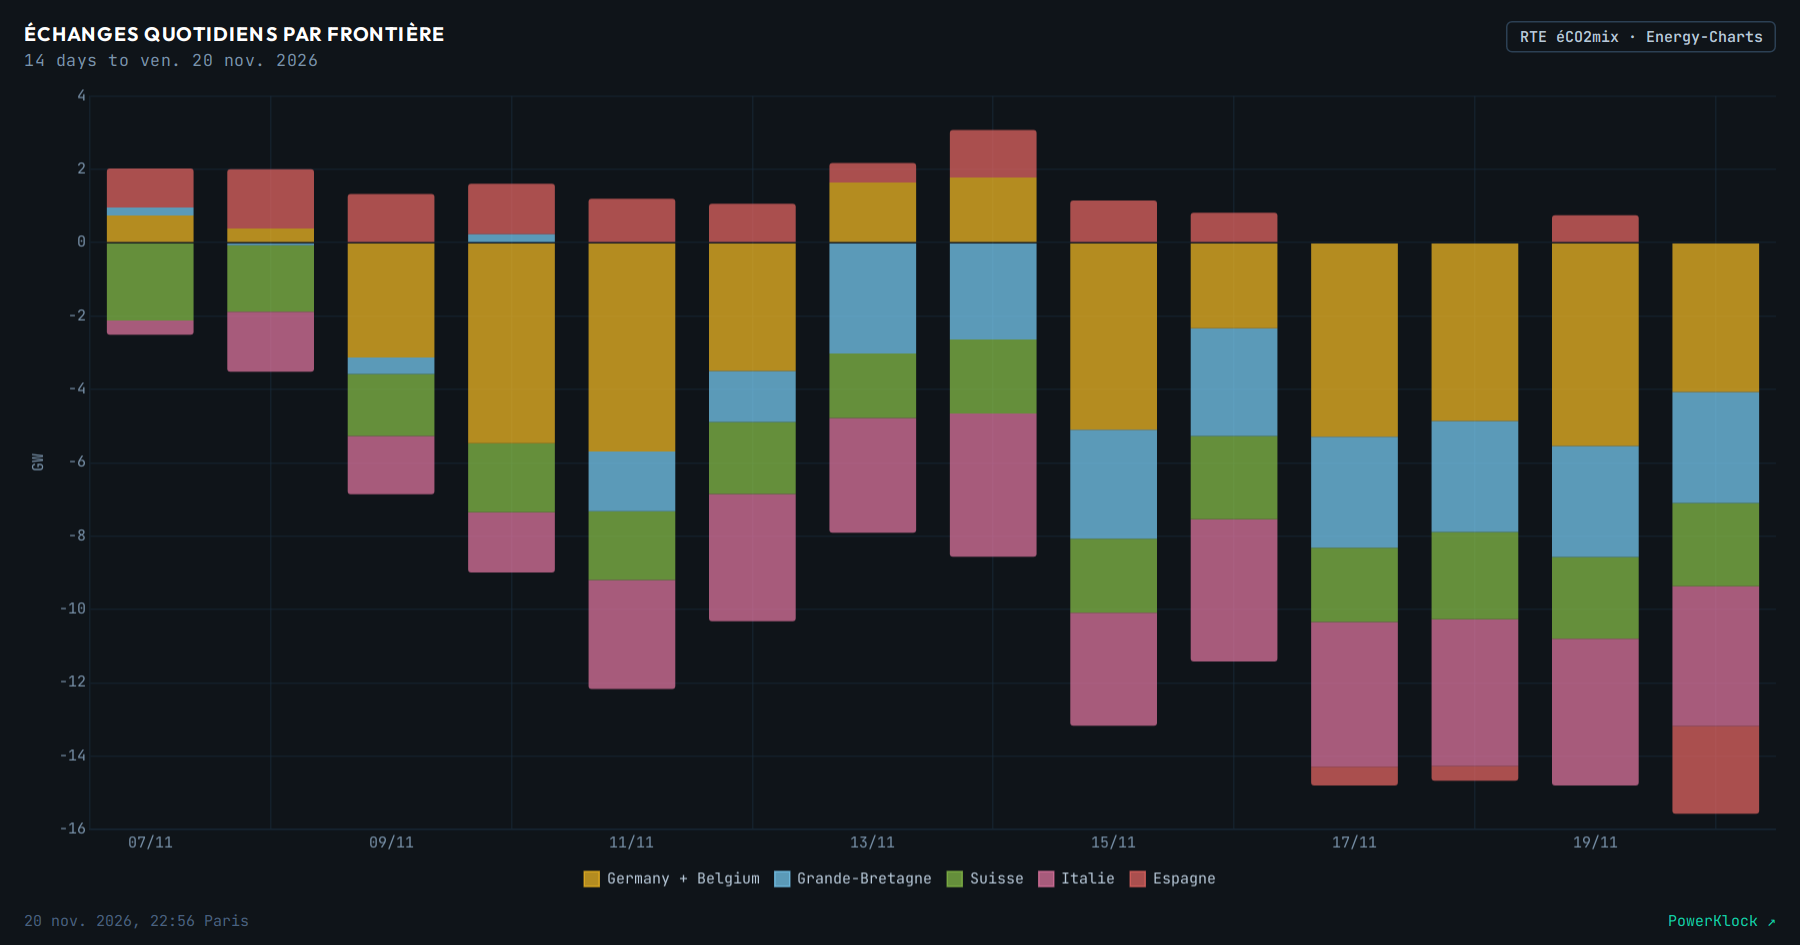 ÉCHANGES QUOTIDIENS PAR FRONTIÈRE
14 days to ven. 20 nov. 2026
RTE éCO2mix · Energy-Charts
GW
4
2
0
-2
-4
-6
-8
-10
-12
-14
-16
07/11 09/11 11/11 13/11 15/11 17/11 19/11
Germany + Belgium Grande-Bretagne Suisse Italie Espagne
20 nov. 2026, 22:56 Paris
PowerKlock ↗